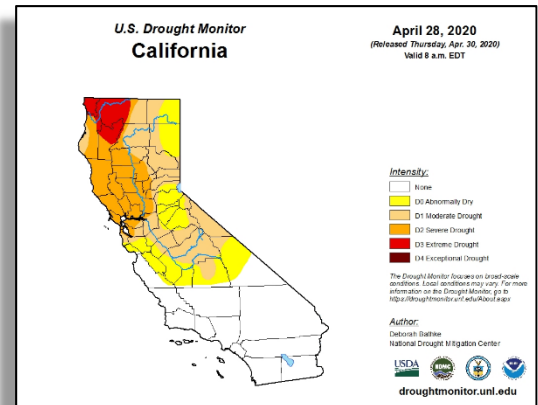 U.S. Drought Monitor
California
April 28, 2020
(Released Thursday, Apr. 30, 2020)
Valid 8 a.m. EDT
Intensity:
None
D0 Abnormally Dry
D1 Moderate Drought
D2 Severe Drought
D3 Extreme Drought
D4 Exceptional Drought
The Drought Monitor focuses on broad-scale
conditions. Local conditions may vary. For more
information on the Drought Monitor, go to
https://droughtmonitor.unl.edu/About.aspx
Author:
Deborah Bathke
National Drought Mitigation Center
USDA
NDMC
droughtmonitor.unl.edu